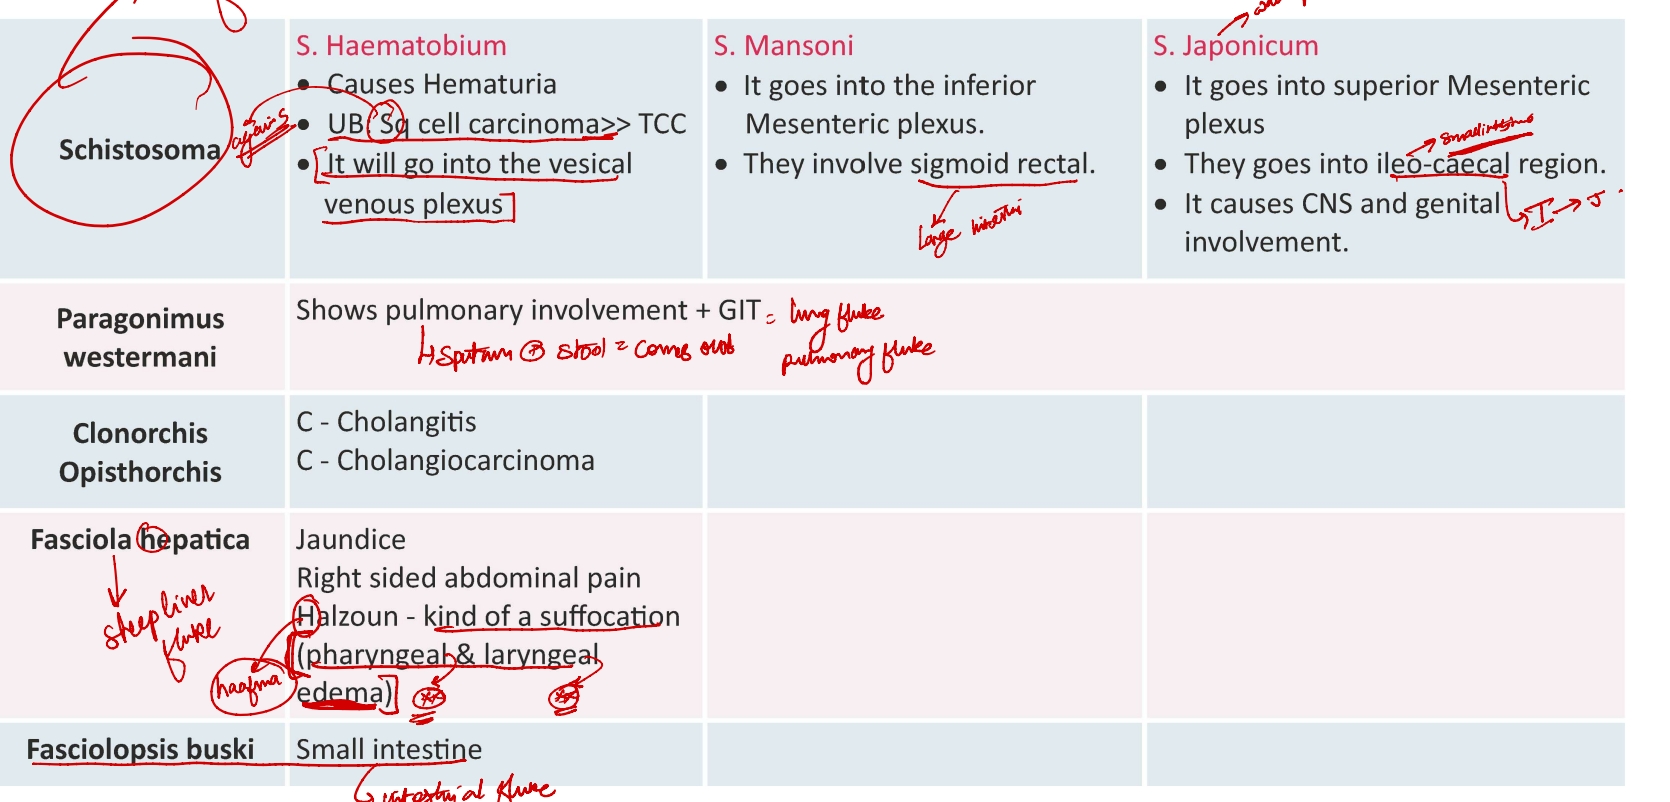 Schistosoma
S. Haematobium
• Causes Hematuria
• UB Sq cell carcinoma>> TCC
• It will go into the vesical
venous plexus
S. Mansoni
• It goes into the inferior
Mesenteric plexus.
• They involve sigmoid rectal.
Large
S. Japonicum
• It goes into superior Mesenteric
plexus
• They goes into ileo-caecal region.
• It causes CNS and genital
involvement.
I → J
Paragonimus
westermani
Shows pulmonary involvement + GIT = lung fluke
Sputum stool = comes out
pulmonary fluke
Clonorchis
Opisthorchis
C - Cholangitis
C - Cholangiocarcinoma
Fasciola hepatica
liver
fluke
Jaundice
Right sided abdominal pain
Halzoun - kind of a suffocation
(pharyngeal & laryngeal
edema)
Fasciolopsis buski
Small intestine
intestinal fluke